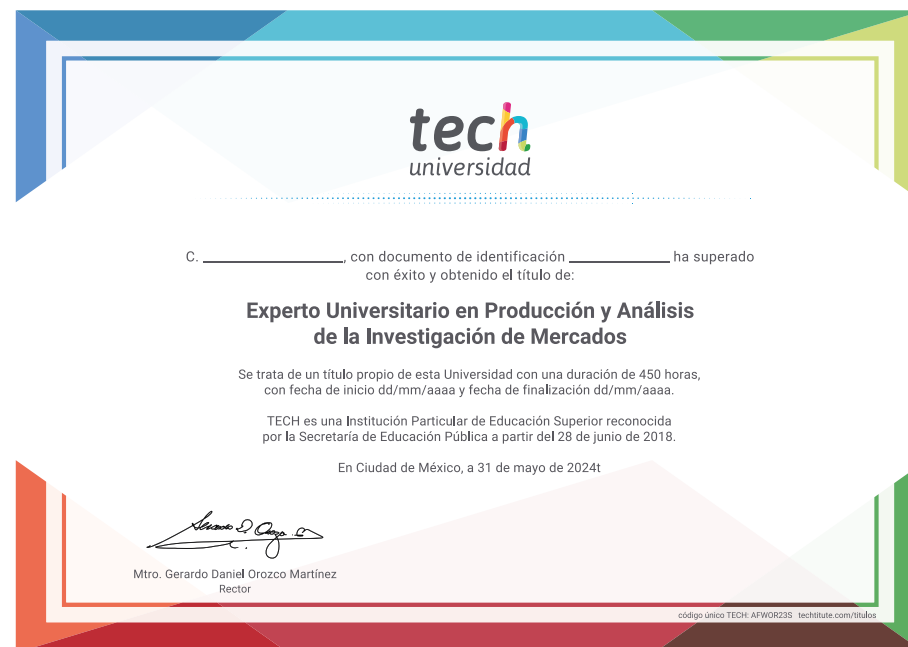 tech
universidad
C. ____________________, con documento de identificación ______________ ha superado
con éxito y obtenido el título de:
Experto Universitario en Producción y Análisis
de la Investigación de Mercados
Se trata de un título propio de esta Universidad con una duración de 450 horas,
con fecha de inicio dd/mm/aaaa y fecha de finalización dd/mm/aaaa.
TECH es una Institución Particular de Educación Superior reconocida
por la Secretaría de Educación Pública a partir del 28 de junio de 2018.
En Ciudad de México, a 31 de mayo de 2024t
Mtro. Gerardo Daniel Orozco Martínez
Rector
código único TECH: AFWOR23S techtitute.com/titulos